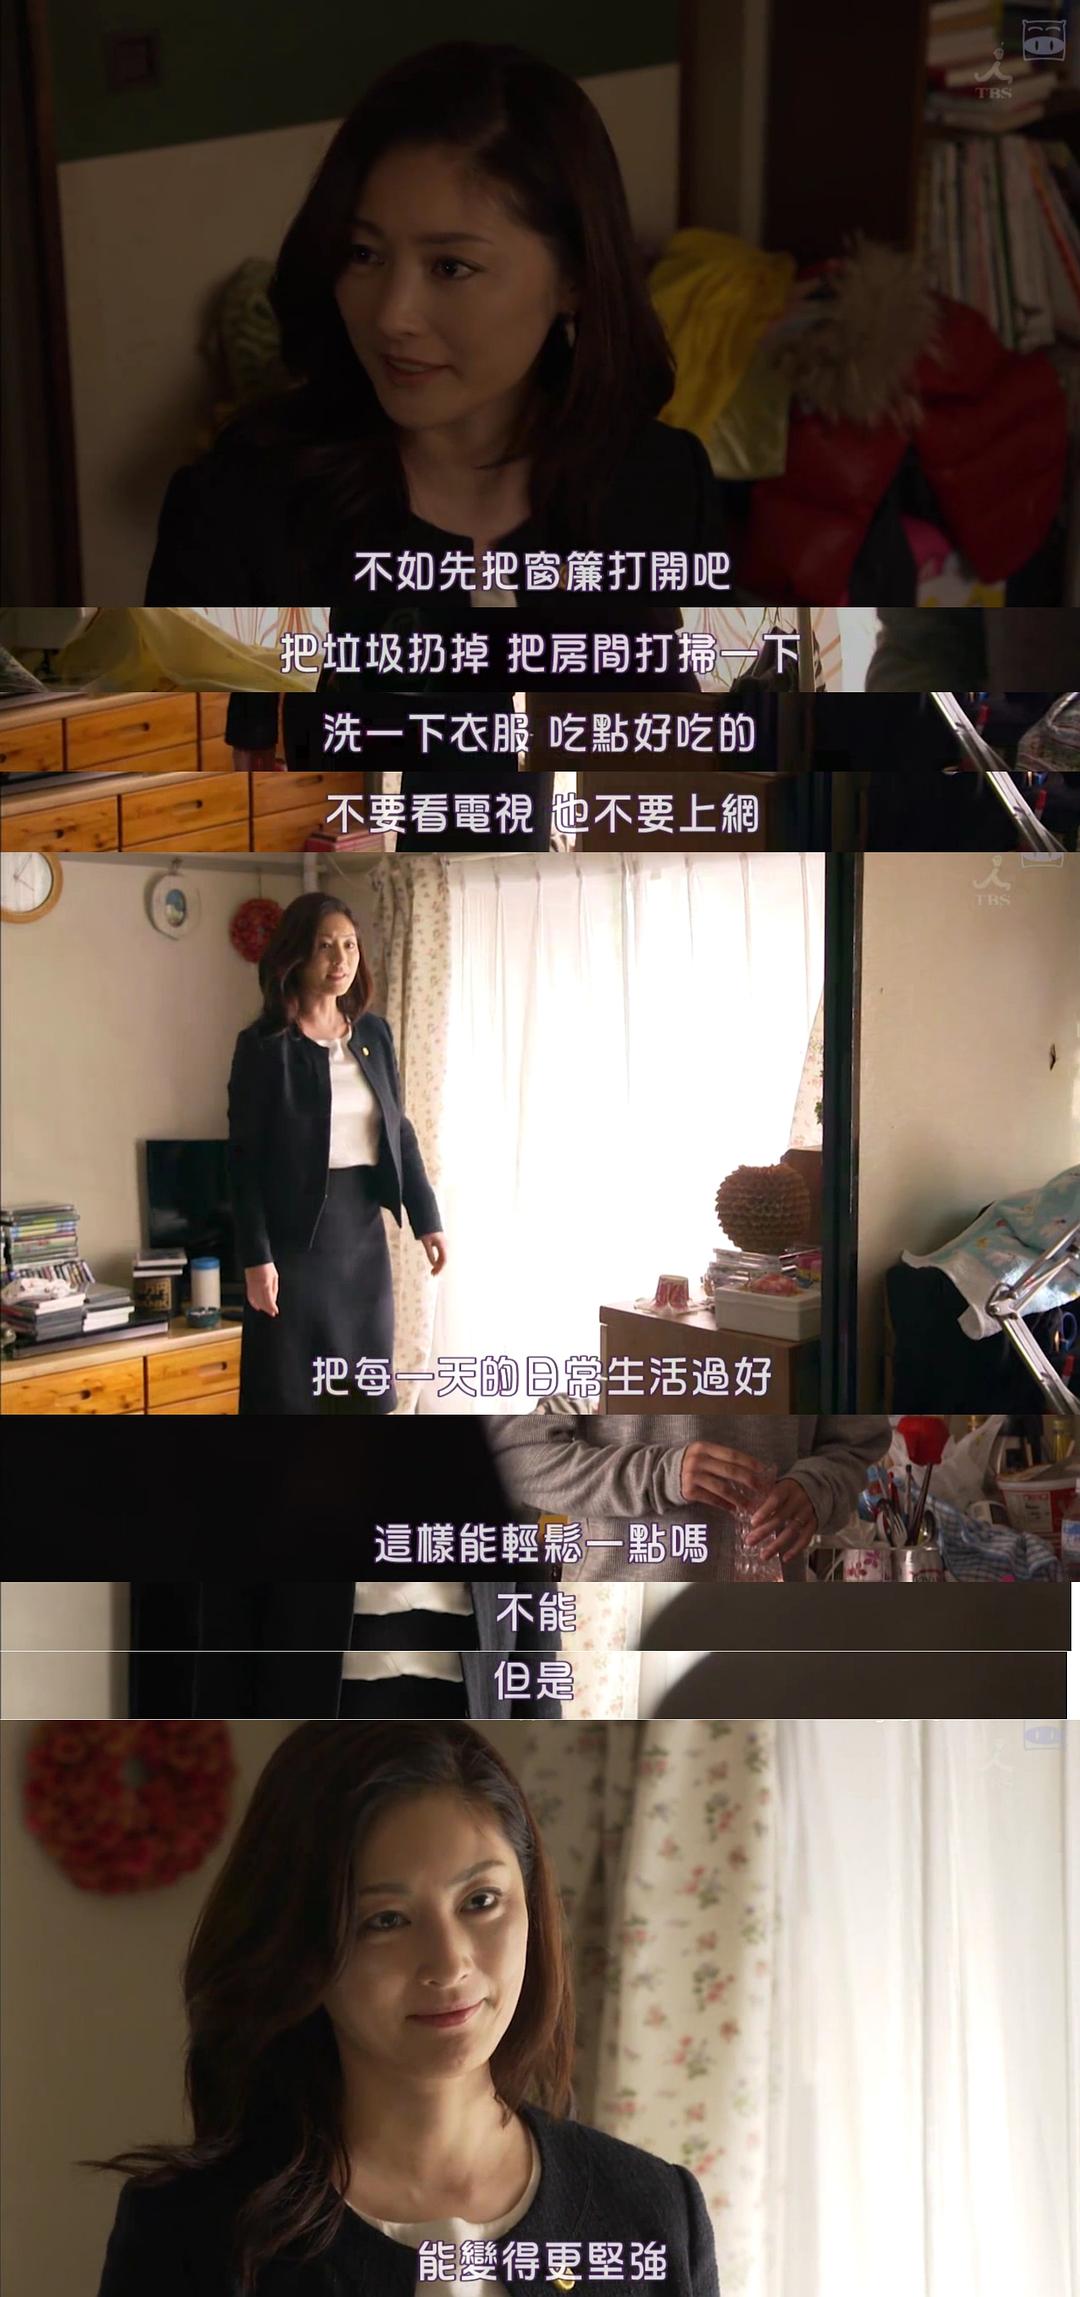 TBS
不如先把窗簾打開吧
把垃圾扔掉 把房間打掃一下
洗一下衣服 吃點好吃的
不要看電視 也不要上網
TBS
把每一天的日常生活過好
這樣能輕鬆一點嗎
不能
但是
能變得更堅強